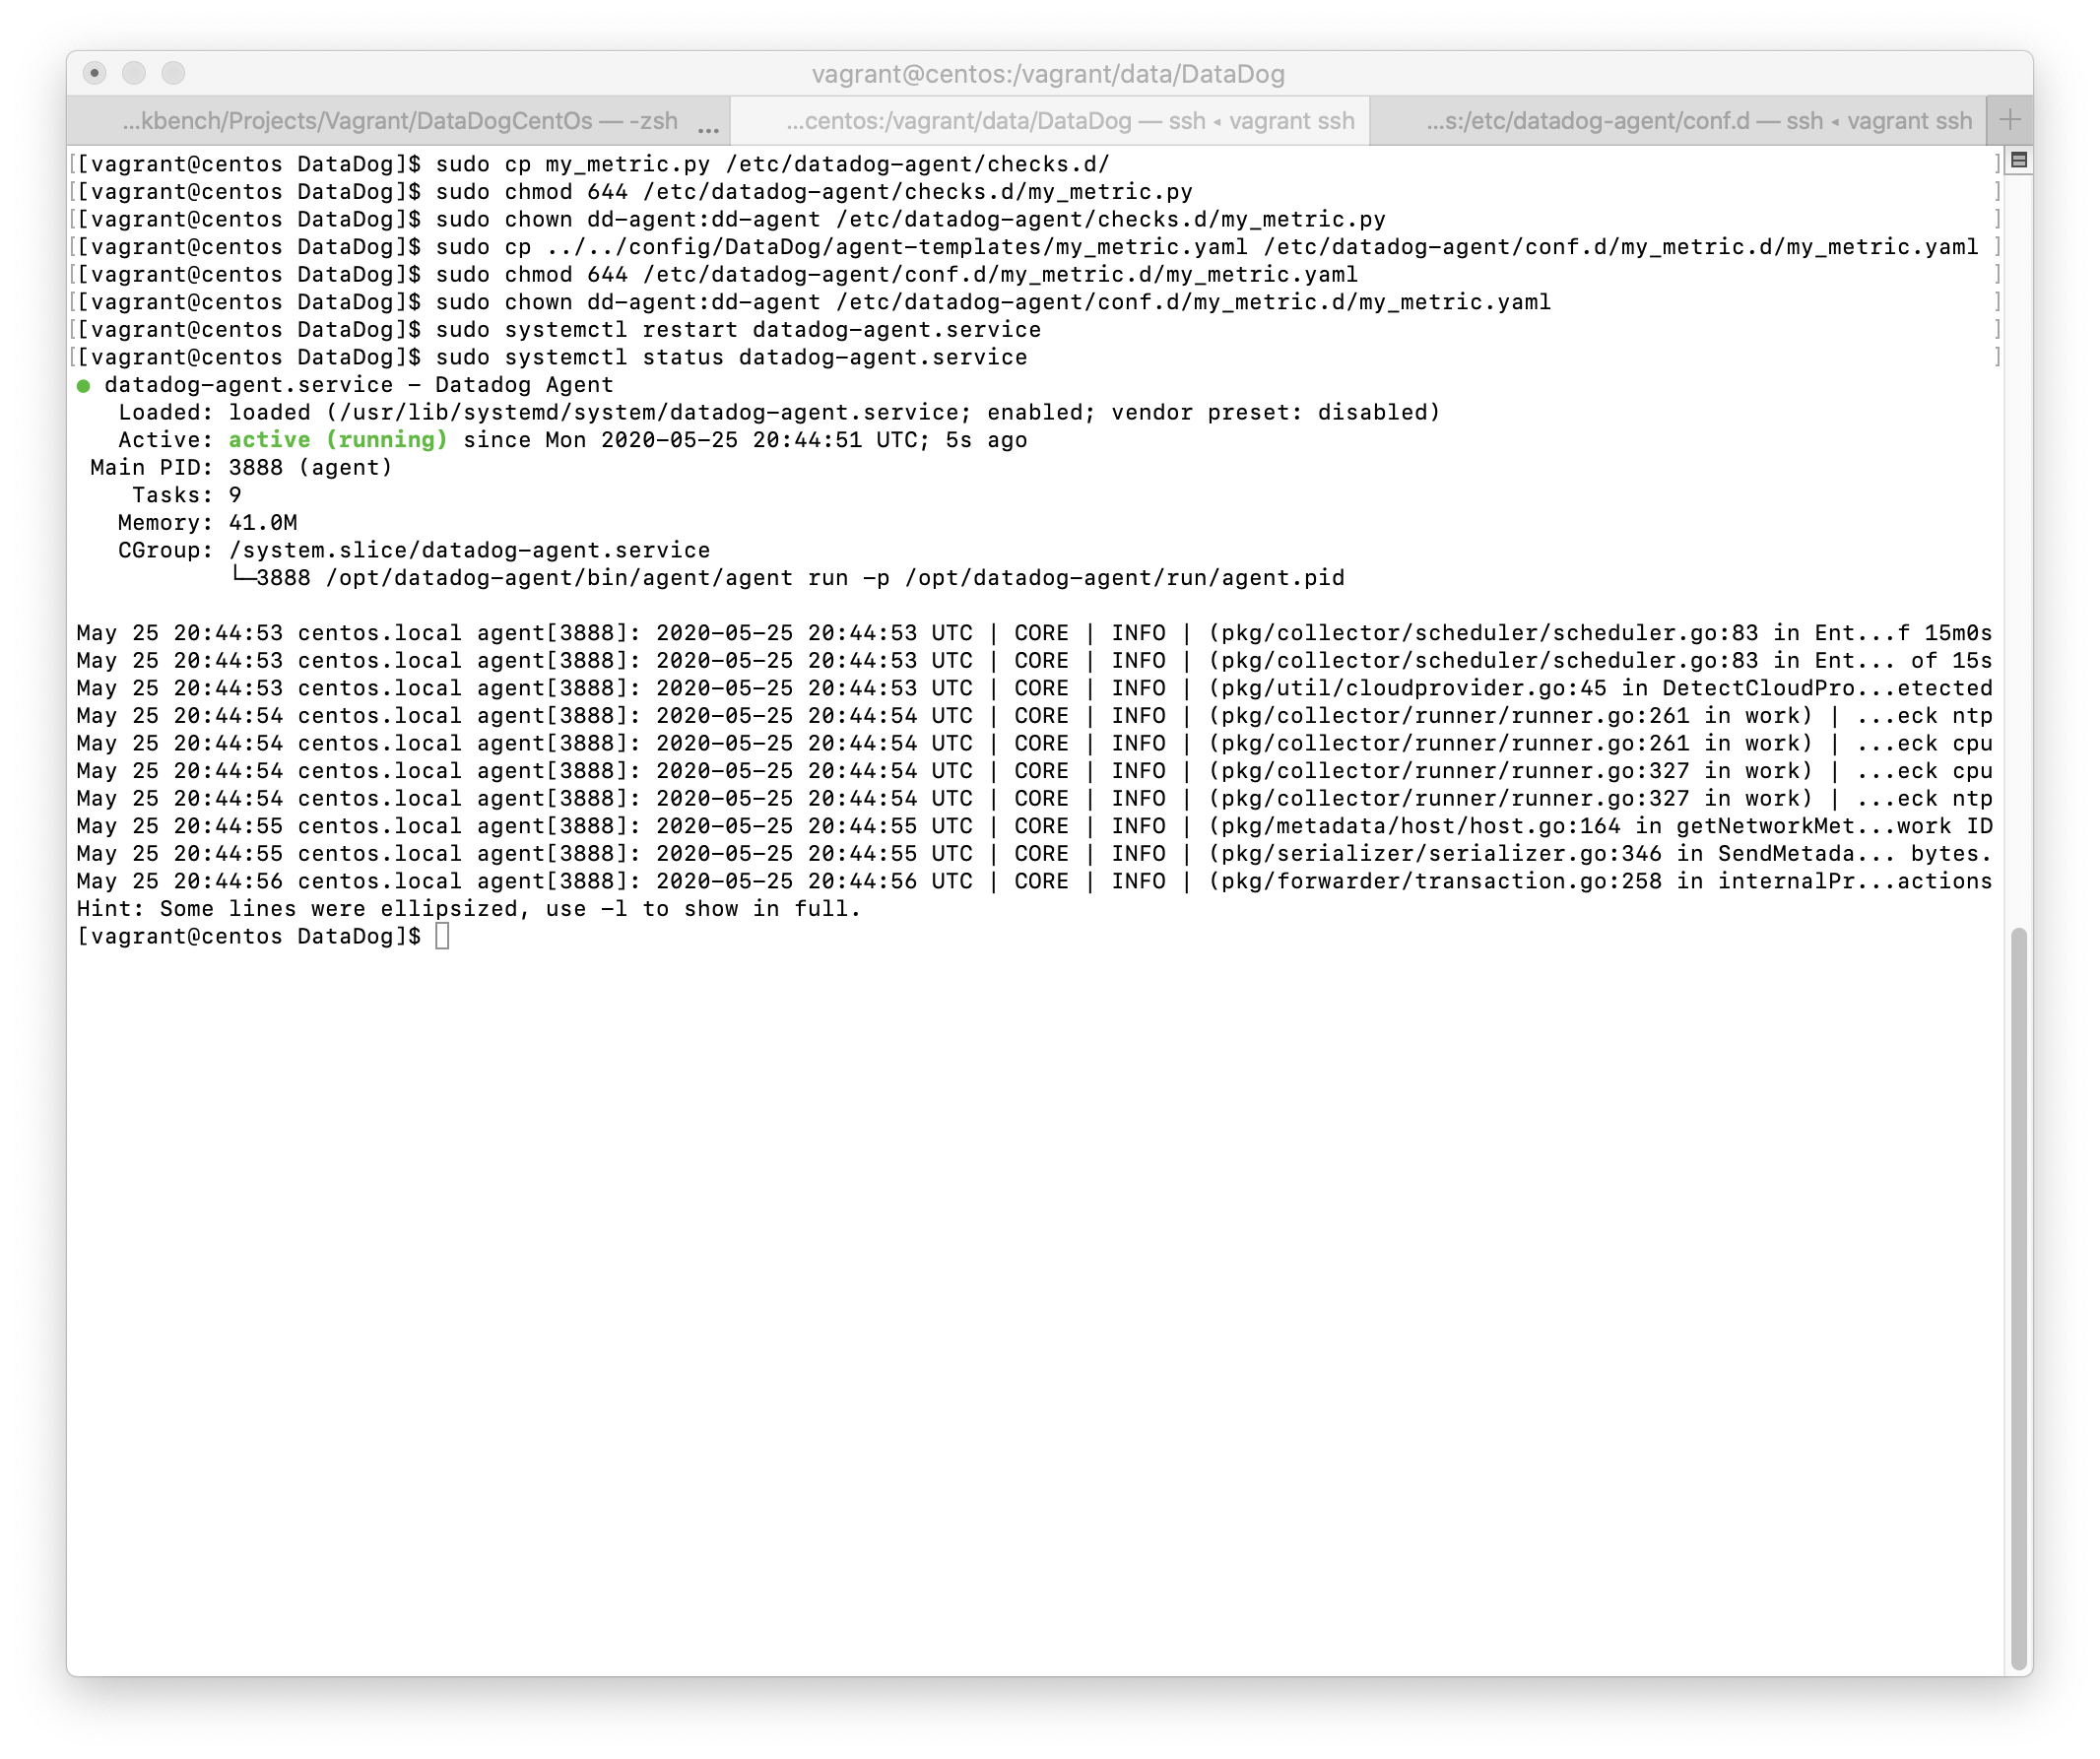 vagrant@centos:/vagrant/data/DataDog
...kbench/Projects/Vagrant/DataDogCentOs — -zsh ...
...centos:/vagrant/data/DataDog — ssh ◂ vagrant ssh
...s:/etc/datadog-agent/conf.d — ssh ◂ vagrant ssh
[[vagrant@centos DataDog]$ sudo cp my_metric.py /etc/datadog-agent/checks.d/ ]
[[vagrant@centos DataDog]$ sudo chmod 644 /etc/datadog-agent/checks.d/my_metric.py ]
[[vagrant@centos DataDog]$ sudo chown dd-agent:dd-agent /etc/datadog-agent/checks.d/my_metric.py ]
[[vagrant@centos DataDog]$ sudo cp ../../config/DataDog/agent-templates/my_metric.yaml /etc/datadog-agent/conf.d/my_metric.d/my_metric.yaml ]
[[vagrant@centos DataDog]$ sudo chmod 644 /etc/datadog-agent/conf.d/my_metric.d/my_metric.yaml ]
[[vagrant@centos DataDog]$ sudo chown dd-agent:dd-agent /etc/datadog-agent/conf.d/my_metric.d/my_metric.yaml ]
[[vagrant@centos DataDog]$ sudo systemctl restart datadog-agent.service ]
[[vagrant@centos DataDog]$ sudo systemctl status datadog-agent.service ]
● datadog-agent.service - Datadog Agent
   Loaded: loaded (/usr/lib/systemd/system/datadog-agent.service; enabled; vendor preset: disabled)
   Active: active (running) since Mon 2020-05-25 20:44:51 UTC; 5s ago
 Main PID: 3888 (agent)
    Tasks: 9
   Memory: 41.0M
   CGroup: /system.slice/datadog-agent.service
           └─3888 /opt/datadog-agent/bin/agent/agent run -p /opt/datadog-agent/run/agent.pid
May 25 20:44:53 centos.local agent[3888]: 2020-05-25 20:44:53 UTC | CORE | INFO | (pkg/collector/scheduler/scheduler.go:83 in Ent...f 15m0s
May 25 20:44:53 centos.local agent[3888]: 2020-05-25 20:44:53 UTC | CORE | INFO | (pkg/collector/scheduler/scheduler.go:83 in Ent... of 15s
May 25 20:44:53 centos.local agent[3888]: 2020-05-25 20:44:53 UTC | CORE | INFO | (pkg/util/cloudprovider.go:45 in DetectCloudPro...etected
May 25 20:44:54 centos.local agent[3888]: 2020-05-25 20:44:54 UTC | CORE | INFO | (pkg/collector/runner/runner.go:261 in work) | ...eck ntp
May 25 20:44:54 centos.local agent[3888]: 2020-05-25 20:44:54 UTC | CORE | INFO | (pkg/collector/runner/runner.go:261 in work) | ...eck cpu
May 25 20:44:54 centos.local agent[3888]: 2020-05-25 20:44:54 UTC | CORE | INFO | (pkg/collector/runner/runner.go:327 in work) | ...eck cpu
May 25 20:44:54 centos.local agent[3888]: 2020-05-25 20:44:54 UTC | CORE | INFO | (pkg/collector/runner/runner.go:327 in work) | ...eck ntp
May 25 20:44:55 centos.local agent[3888]: 2020-05-25 20:44:55 UTC | CORE | INFO | (pkg/metadata/host/host.go:164 in getNetworkMet...work ID
May 25 20:44:55 centos.local agent[3888]: 2020-05-25 20:44:55 UTC | CORE | INFO | (pkg/serializer/serializer.go:346 in SendMetada... bytes.
May 25 20:44:56 centos.local agent[3888]: 2020-05-25 20:44:56 UTC | CORE | INFO | (pkg/forwarder/transaction.go:258 in internalPr...actions
Hint: Some lines were ellipsized, use -l to show in full.
[vagrant@centos DataDog]$